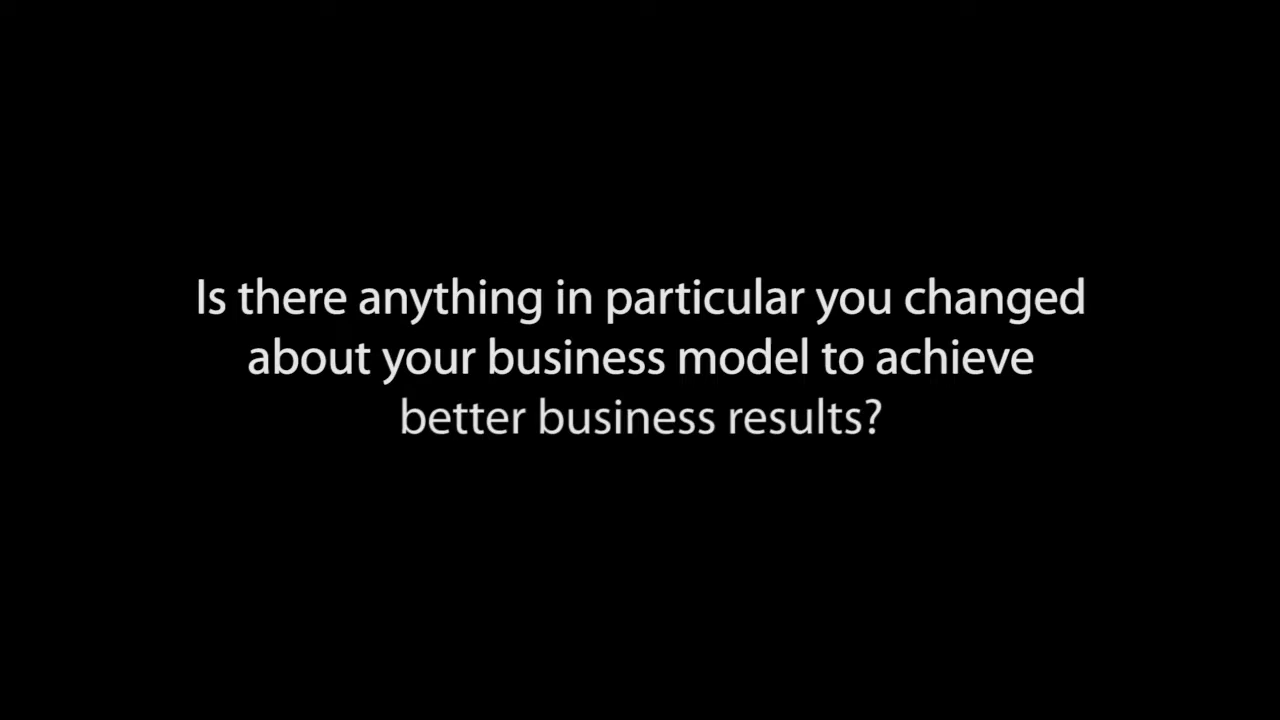 Is there anything in particular you changed
about your business model to achieve
better business results?